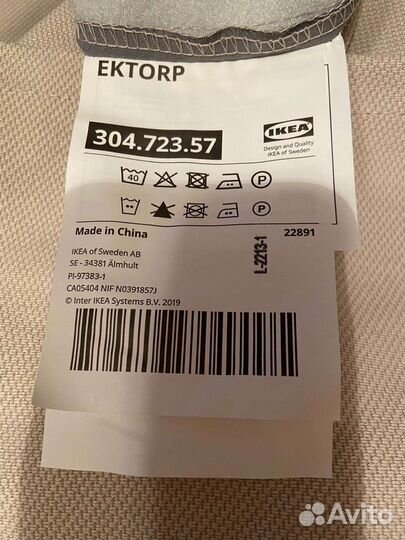 EKTORP
304.723.57
IKEA
Design and Quality
IKEA of Sweden
40
P
P
Made in China
22891
IKEA of Sweden AB
SE - 34381 Älmhult
PI-97383-1
CA05404 NIF N0391857J
© Inter IKEA Systems B.V. 2019
L-2213-1
Avito